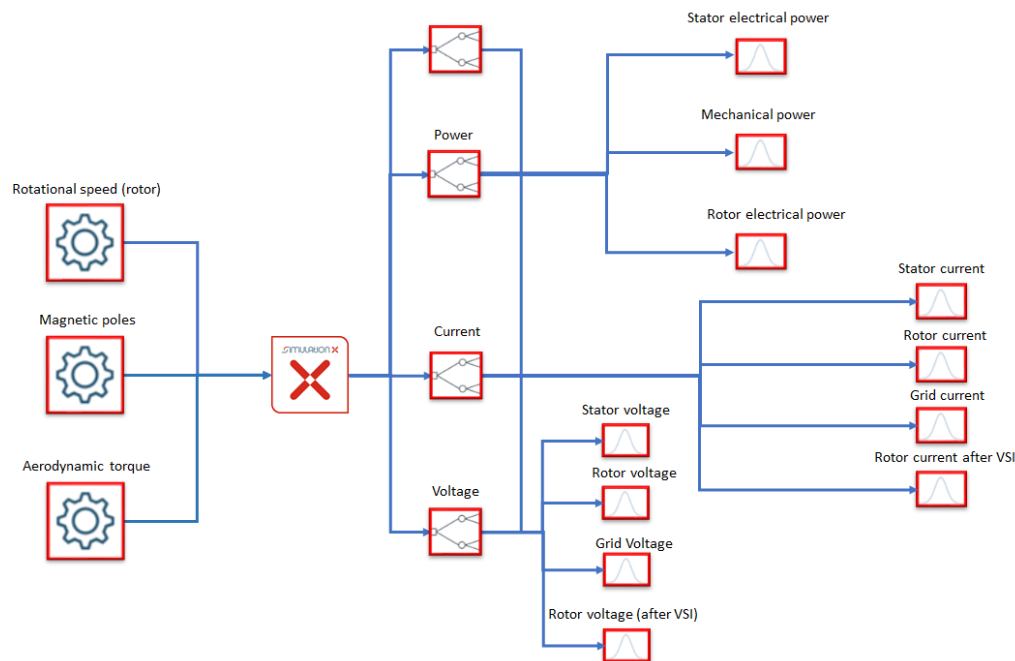 Stator electrical power
Mechanical power
Power
Rotor electrical power
Rotational speed (rotor)
Stator current
Magnetic poles
Current
Rotor current
SIMULATION X
Grid current
Stator voltage
Rotor current after VSI
Aerodynamic torque
Rotor voltage
Voltage
Grid Voltage
Rotor voltage (after VSI)